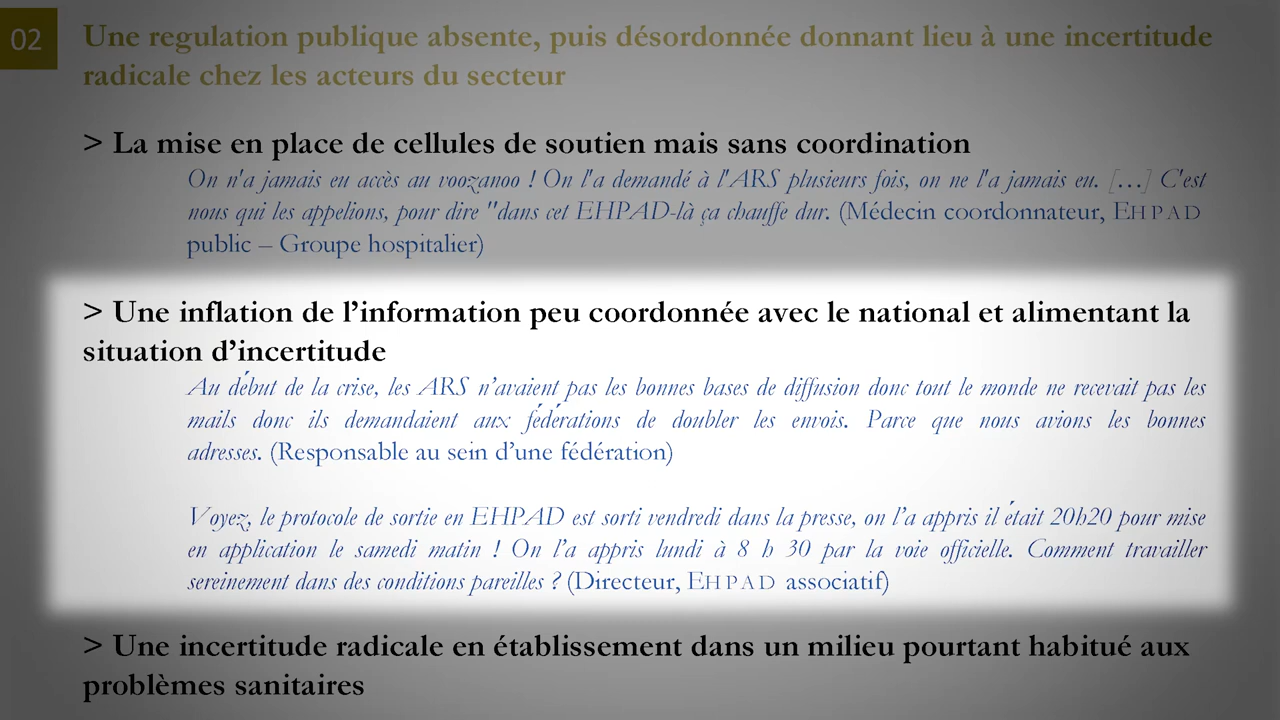 02
Une regulation publique absente, puis désordonnée donnant lieu à une incertitude
radicale chez les acteurs du secteur
> La mise en place de cellules de soutien mais sans coordination
On n'a jamais eu accès au voozanoo ! On l'a demandé à l'ARS plusieurs fois, on ne l'a jamais eu. […] C'est
nous qui les appelions, pour dire "dans cet EHPAD-là ça chauffe dur. (Médecin coordonnateur, EHPAD
public – Groupe hospitalier)
> Une inflation de l’information peu coordonnée avec le national et alimentant la
situation d’incertitude
Au début de la crise, les ARS n’avaient pas les bonnes bases de diffusion donc tout le monde ne recevait pas les
mails donc ils demandaient aux fédérations de doubler les envois. Parce que nous avions les bonnes
adresses. (Responsable au sein d’une fédération)
Voyez, le protocole de sortie en EHPAD est sorti vendredi dans la presse, on l’a appris il était 20h20 pour mise
en application le samedi matin ! On l’a appris lundi à 8 h 30 par la voie officielle. Comment travailler
sereinement dans des conditions pareilles ? (Directeur, EHPAD associatif)
> Une incertitude radicale en établissement dans un milieu pourtant habitué aux
problèmes sanitaires